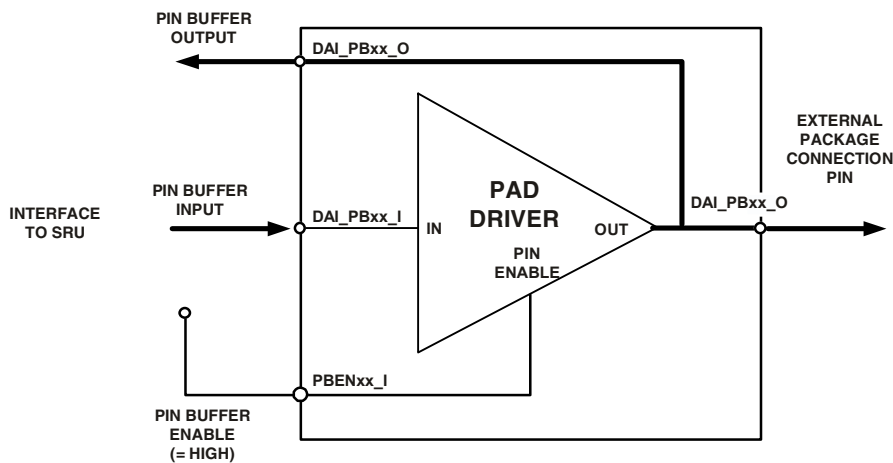 PIN BUFFER
OUTPUT
DAI_PBxx_O
EXTERNAL
PACKAGE
CONNECTION
PIN
INTERFACE
TO SRU
PIN BUFFER
INPUT
DAI_PBxx_I
IN
PAD
DRIVER
OUT
DAI_PBxx_O
PIN
ENABLE
PBENxx_I
PIN BUFFER
ENABLE
(= HIGH)